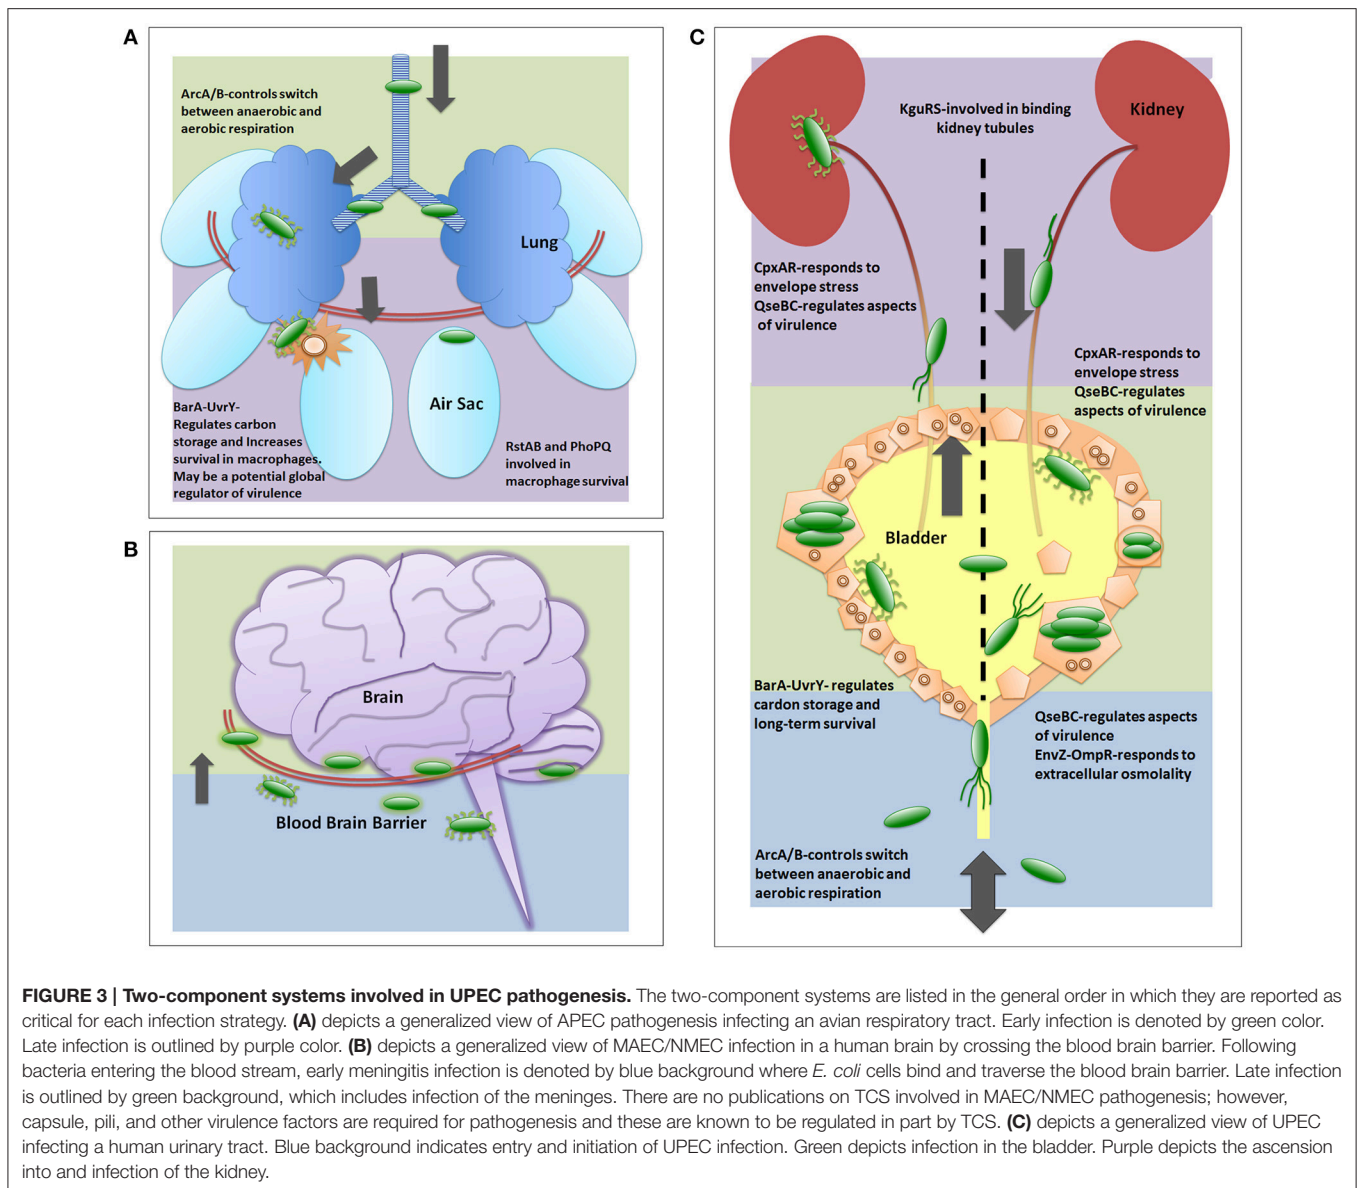 A
ArcA/B-controls switch
between anaerobic and
aerobic respiration
Lung
Air Sac
BarA-UvrY-
Regulates carbon
storage and Increases
survival in macrophages.
May be a potential global
regulator of virulence
RstAB and PhoPQ
involved in
macrophage survival
B
Brain
Blood Brain Barrier
C
KguRS-involved in binding
kidney tubules
Kidney
CpxAR-responds to
envelope stress
QseBC-regulates aspects
of virulence
CpxAR-responds to
envelope stress
QseBC-regulates
aspects of virulence
Bladder
BarA-UvrY- regulates
cardon storage and
long-term survival
QseBC-regulates aspects
of virulence
EnvZ-OmpR-responds to
extracellular osmolality
ArcA/B-controls switch
between anaerobic and
aerobic respiration
FIGURE 3 | Two-component systems involved in UPEC pathogenesis. The two-component systems are listed in the general order in which they are reported as
critical for each infection strategy. (A) depicts a generalized view of APEC pathogenesis infecting an avian respiratory tract. Early infection is denoted by green color.
Late infection is outlined by purple color. (B) depicts a generalized view of MAEC/NMEC infection in a human brain by crossing the blood brain barrier. Following
bacteria entering the blood stream, early meningitis infection is denoted by blue background where E. coli cells bind and traverse the blood brain barrier. Late infection
is outlined by green background, which includes infection of the meninges. There are no publications on TCS involved in MAEC/NMEC pathogenesis; however,
capsule, pili, and other virulence factors are required for pathogenesis and these are known to be regulated in part by TCS. (C) depicts a generalized view of UPEC
infecting a human urinary tract. Blue background indicates entry and initiation of UPEC infection. Green depicts infection in the bladder. Purple depicts the ascension
into and infection of the kidney.